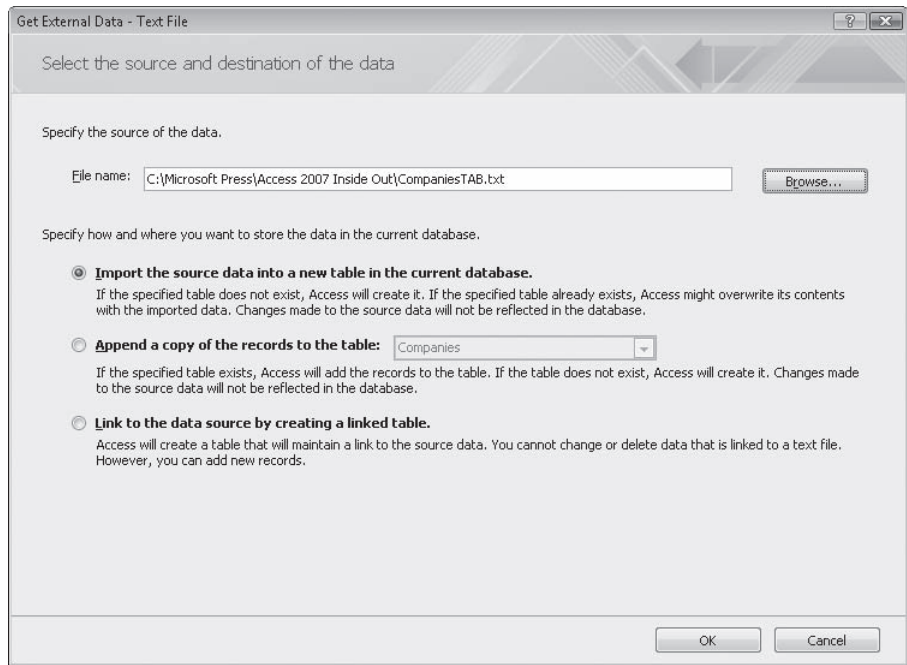 Get External Data - Text File
?
Select the source and destination of the data
Specify the source of the data.
File name: C:\Microsoft Press\Access 2007 Inside Out\CompaniesTAB.txt Browse...
Specify how and where you want to store the data in the current database.
Import the source data into a new table in the current database.
If the specified table does not exist, Access will create it. If the specified table already exists, Access might overwrite its contents
with the imported data. Changes made to the source data will not be reflected in the database.
Append a copy of the records to the table: Companies
If the specified table exists, Access will add the records to the table. If the table does not exist, Access will create it. Changes made
to the source data will not be reflected in the database.
Link to the data source by creating a linked table.
Access will create a table that will maintain a link to the source data. You cannot change or delete data that is linked to a text file.
However, you can add new records.
OK Cancel